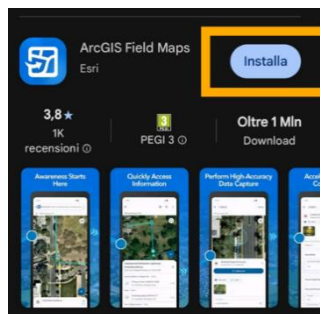 ArcGIS Field Maps
Esri
Installa
3,8★
1K
recensioni
3
PEGI 3
Oltre 1 Mln
Download
Awareness Starts
Here
Quickly Access
Information
Perform High-Accuracy
Data Capture